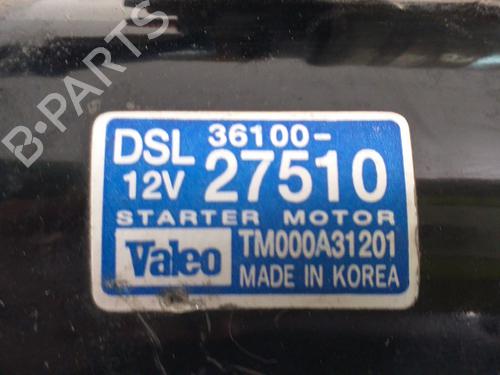 B-PARTS
DSL 36100-
12V 27510
STARTER MOTOR
Valeo TM000A31201
MADE IN KOREA